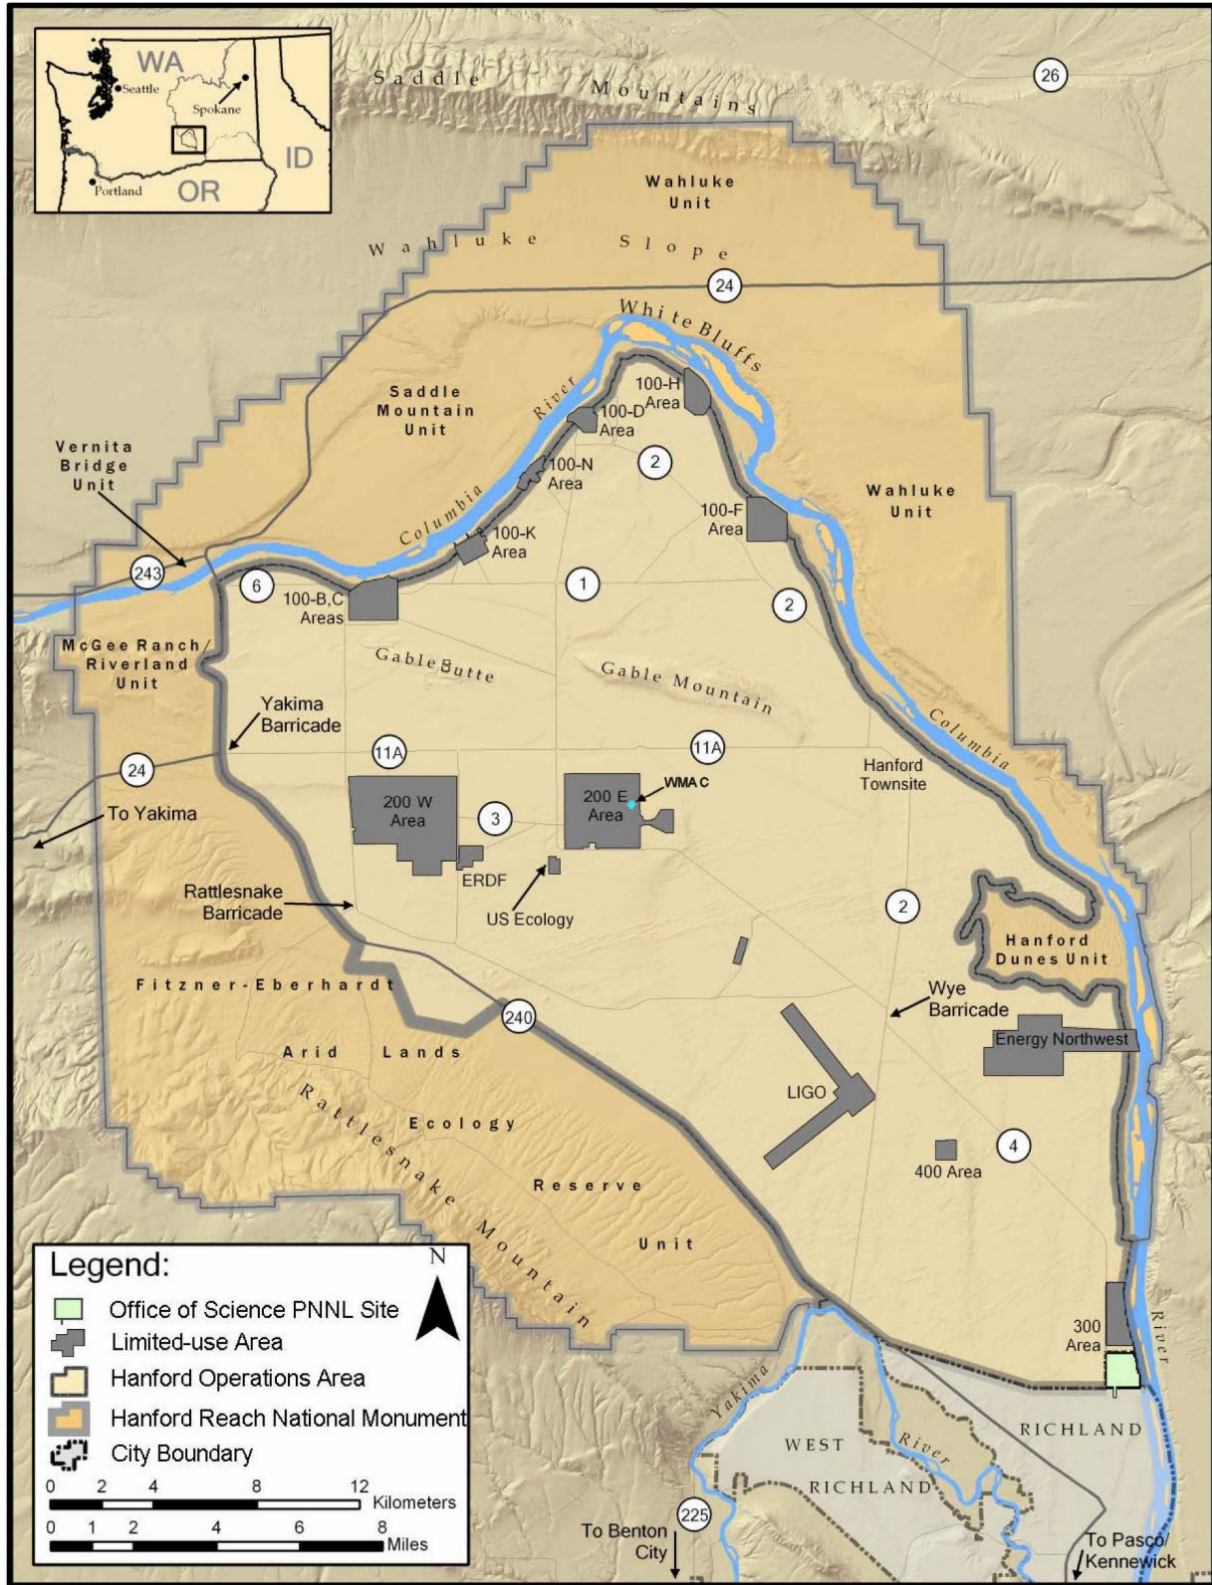 WA
Seattle
Spokane
ID
OR
Portland
Saddle Mountains
26
Wahluke
Unit
Wahluke Slope
24
White Bluffs
Saddle
Mountain
Unit
Columbia River
100-H
Area
100-D
Area
2
100-N
Area
Vernita
Bridge
Unit
Wahluke
Unit
100-F
Area
100-K
Area
243
6
1
2
100-B,C
Areas
McGee Ranch/
Riverland
Unit
Gable Butte
Gable Mountain
Columbia
Yakima
Barricade
11A
11A
24
Hanford
Townsite
WMA C
200 W
Area
200 E
Area
3
To Yakima
ERDF
Rattlesnake
Barricade
US Ecology
2
Hanford
Dunes Unit
Fitzner-Eberhardt
Wye
Barricade
240
Energy Northwest
Arid Lands
LIGO
Ecology
4
400 Area
Rattlesnake Mountain
Reserve
Unit
300
Area
River
Yakima River
RICHLAND
WEST
RICHLAND
225
To Benton
City
To Pasco/
Kennewick
N
Legend:
Office of Science PNNL Site
Limited-use Area
Hanford Operations Area
Hanford Reach National Monument
City Boundary
0 2 4 8 12
Kilometers
0 1 2 4 6 8
Miles